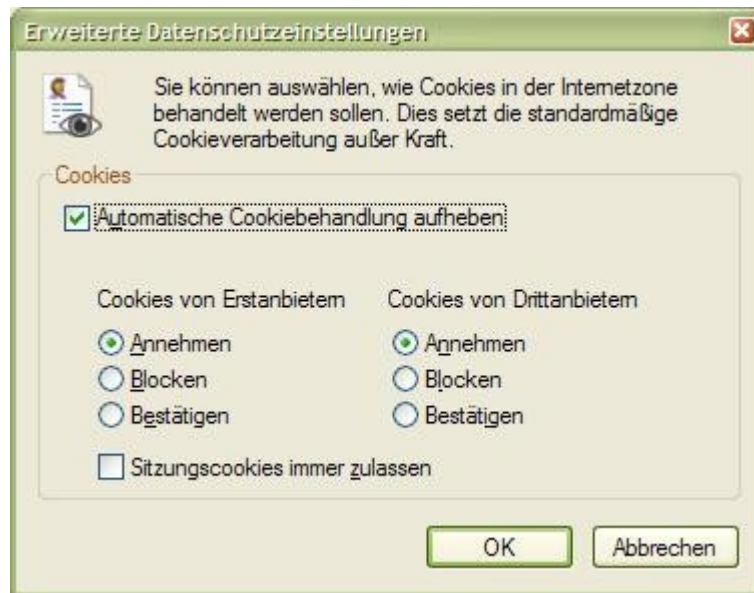 Erweiterte Datenschutzeinstellungen
Sie können auswählen, wie Cookies in der Internetzone
behandelt werden sollen. Dies setzt die standardmäßige
Cookieverarbeitung außer Kraft.
Cookies
Automatische Cookiebehandlung aufheben
Cookies von Erstanbietern Cookies von Drittanbietern
Annehmen Annehmen
Blocken Blocken
Bestätigen Bestätigen
Sitzungscookies immer zulassen
OK Abbrechen